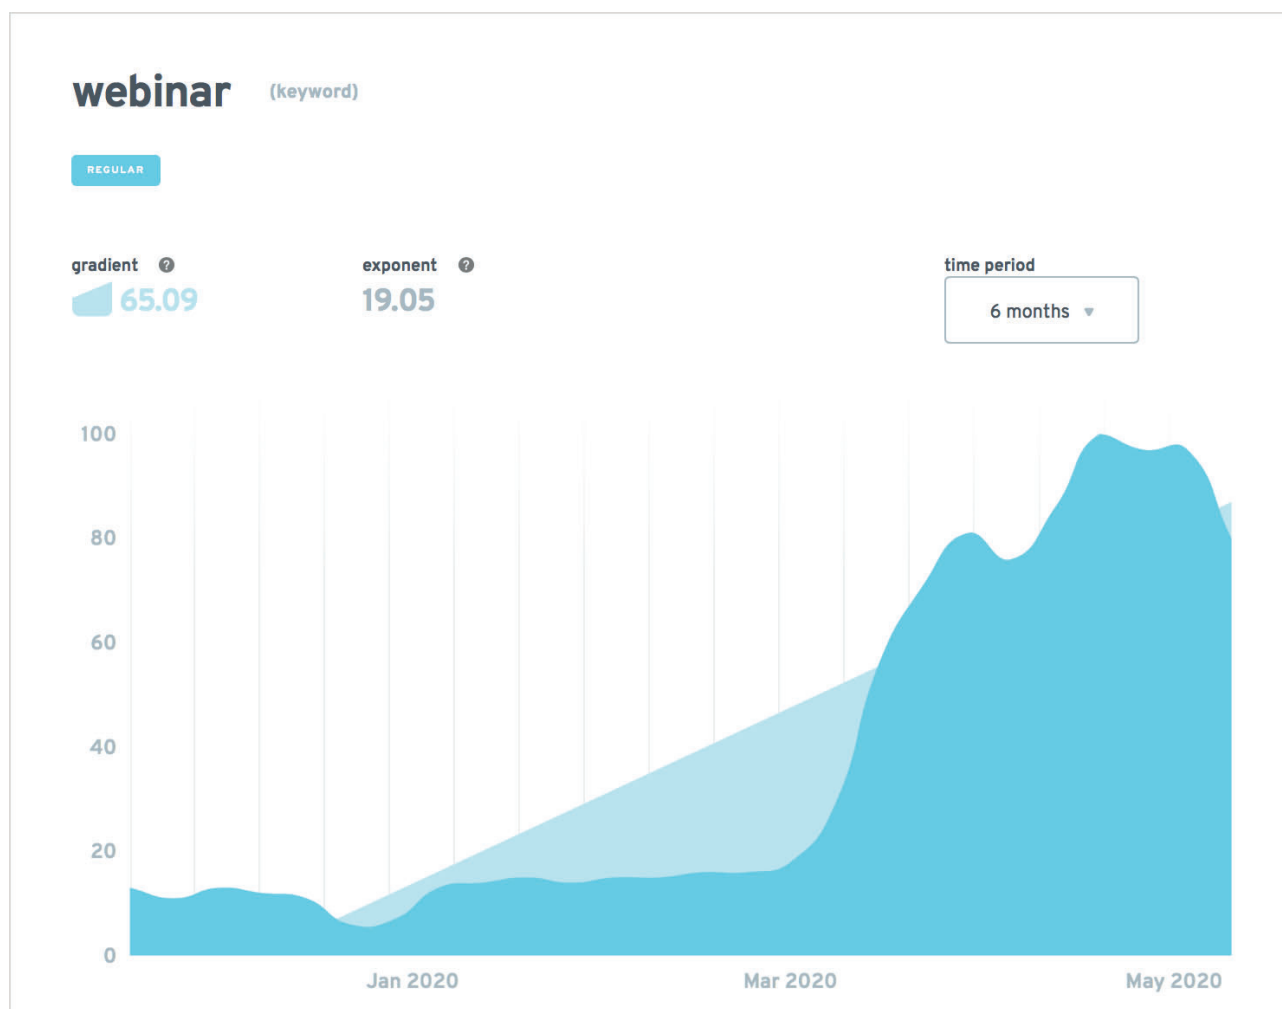 webinar (keyword)
REGULAR
gradient ? exponent ? time period
65.09 19.05 6 months
100
80
60
40
20
0
Jan 2020 Mar 2020 May 2020